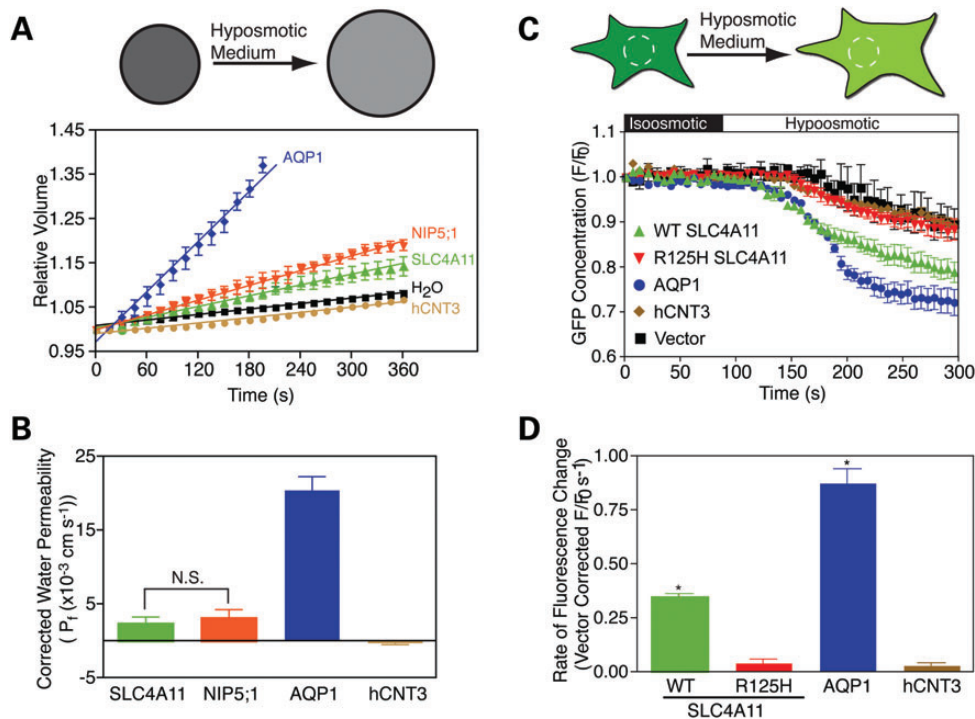 A
Hyposmotic
Medium
Relative Volume
1.45
1.35
1.25
1.15
1.05
0.95
AQP1
NIP5;1
SLC4A11
H2O
hCNT3
0 60 120 180 240 300 360
Time (s)
B
Corrected Water Permeability
( Pf (x10-3 cm s-1))
25
15
5
-5
N.S.
SLC4A11 NIP5;1 AQP1 hCNT3
C
Hyposmotic
Medium
Isoosmotic Hypoosmotic
GFP Concentration (F/F0)
1.1
1.0
0.9
0.8
0.7
0.6
WT SLC4A11
R125H SLC4A11
AQP1
hCNT3
Vector
0 50 100 150 200 250 300
Time (s)
D
Rate of Fluorescence Change
(Vector Corrected F/F0 s-1)
1.00
0.75
0.50
0.25
0.00
* *
WT R125H AQP1 hCNT3
SLC4A11